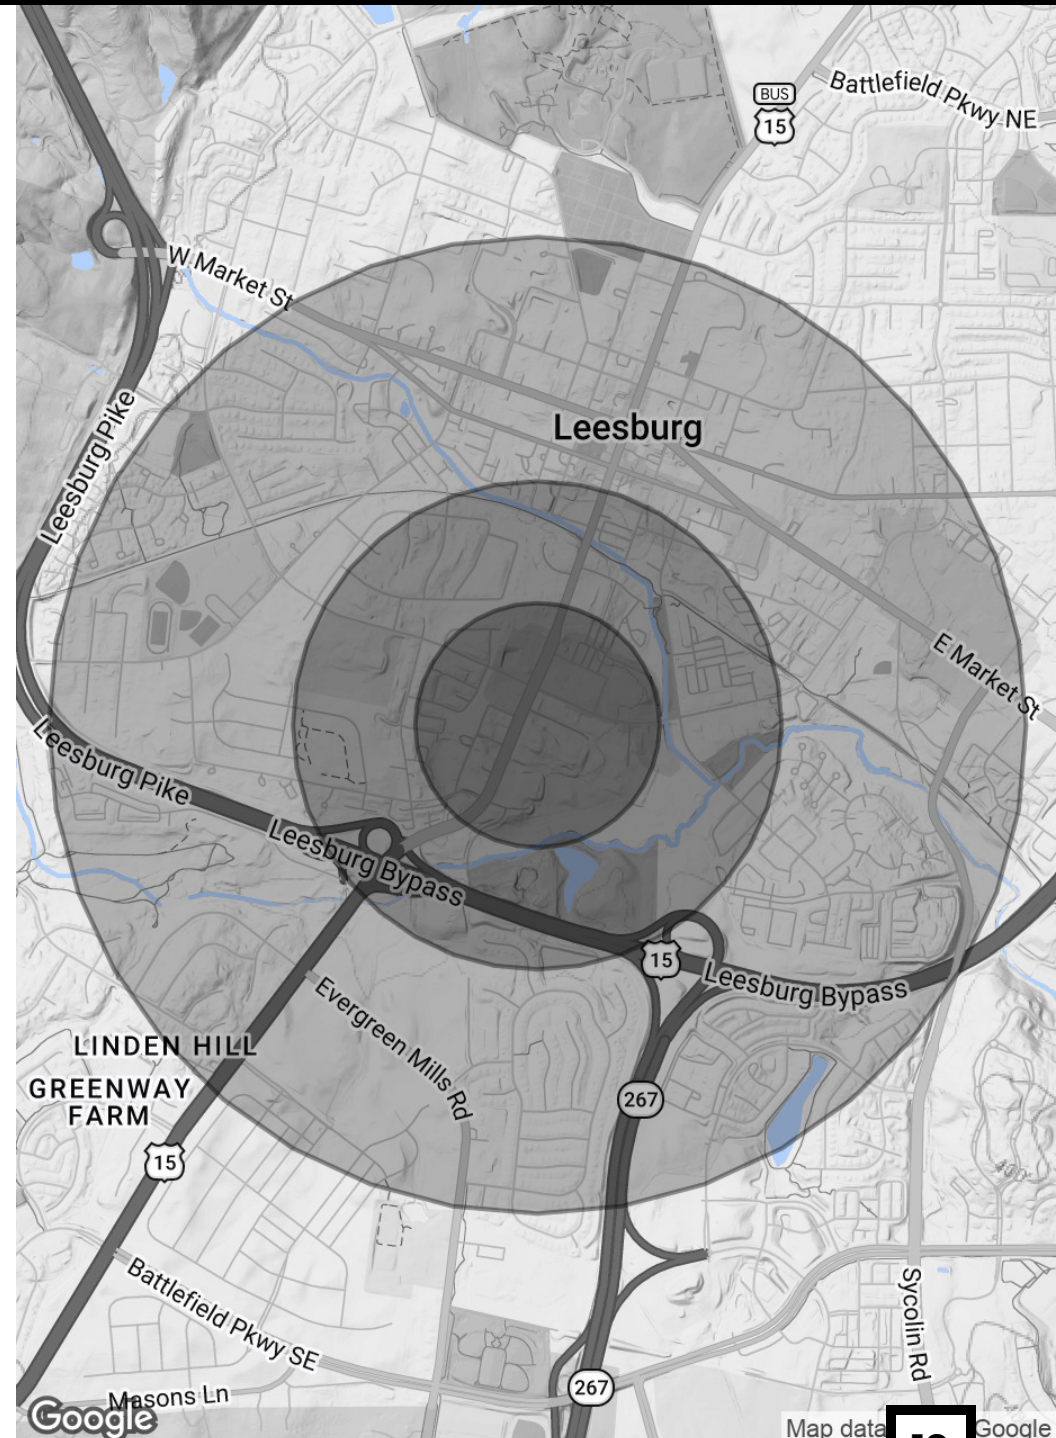 BUS
15
Battlefield Pkwy NE
W Market St
Leesburg
Leesburg Pike
E Market St
Leesburg Pike
Leesburg Bypass
15
Leesburg Bypass
Evergreen Mills Rd
LINDEN HILL
GREENWAY
FARM
267
15
Battlefield Pkwy SE
Sycolin Rd
267
Masons Ln
Google
Map data
Google